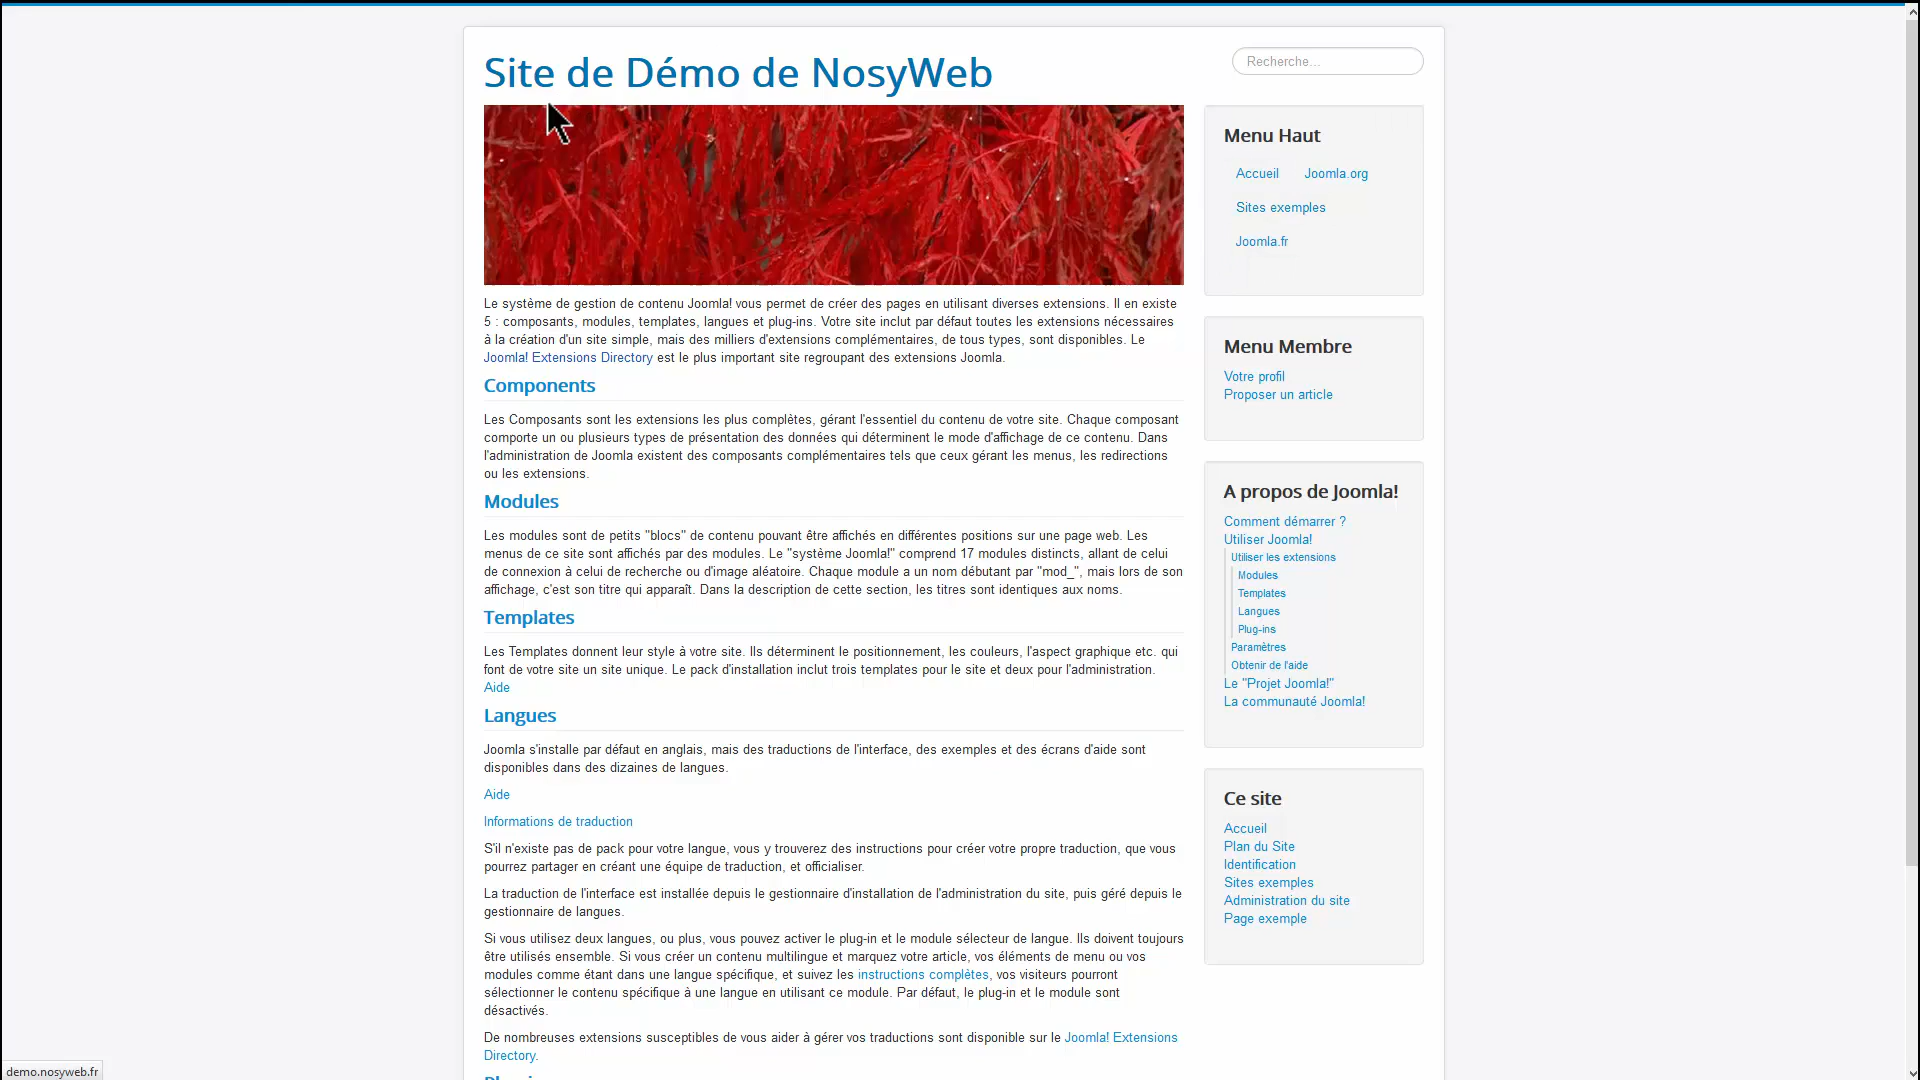 Site de Démo de NosyWeb
Recherche...
Le système de gestion de contenu Joomla! vous permet de créer des pages en utilisant diverses extensions. Il en existe
5 : composants, modules, templates, langues et plug-ins. Votre site inclut par défaut toutes les extensions nécessaires
à la création d'un site simple, mais des milliers d'extensions complémentaires, de tous types, sont disponibles. Le
Joomla! Extensions Directory est le plus important site regroupant des extensions Joomla.
Components
Les Composants sont les extensions les plus complètes, gérant l'essentiel du contenu de votre site. Chaque composant
comporte un ou plusieurs types de présentation des données qui déterminent le mode d'affichage de ce contenu. Dans
l'administration de Joomla existent des composants complémentaires tels que ceux gérant les menus, les redirections
ou les extensions.
Modules
Les modules sont de petits "blocs" de contenu pouvant être affichés en différentes positions sur une page web. Les
menus de ce site sont affichés par des modules. Le "système Joomla!" comprend 17 modules distincts, allant de celui
de connexion à celui de recherche ou d'image aléatoire. Chaque module a un nom débutant par "mod_", mais lors de son
affichage, c'est son titre qui apparaît. Dans la description de cette section, les titres sont identiques aux noms.
Templates
Les Templates donnent leur style à votre site. Ils déterminent le positionnement, les couleurs, l'aspect graphique etc. qui
font de votre site un site unique. Le pack d'installation inclut trois templates pour le site et deux pour l'administration.
Aide
Langues
Joomla s'installe par défaut en anglais, mais des traductions de l'interface, des exemples et des écrans d'aide sont
disponibles dans des dizaines de langues.
Aide
Informations de traduction
S'il n'existe pas de pack pour votre langue, vous y trouverez des instructions pour créer votre propre traduction, que vous
pourrez partager en créant une équipe de traduction, et officialiser.
La traduction de l'interface est installée depuis le gestionnaire d'installation de l'administration du site, puis géré depuis le
gestionnaire de langues.
Si vous utilisez deux langues, ou plus, vous pouvez activer le plug-in et le module sélecteur de langue. Ils doivent toujours
être utilisés ensemble. Si vous créer un contenu multilingue et marquez votre article, vos éléments de menu ou vos
modules comme étant dans une langue spécifique, et suivez les instructions complètes, vos visiteurs pourront
sélectionner le contenu spécifique à une langue en utilisant ce module. Par défaut, le plug-in et le module sont
désactivés.
De nombreuses extensions susceptibles de vous aider à gérer vos traductions sont disponible sur le Joomla! Extensions
Directory.
Menu Haut
Accueil Joomla.org
Sites exemples
Joomla.fr
Menu Membre
Votre profil
Proposer un article
A propos de Joomla!
Comment démarrer ?
Utiliser Joomla!
Utiliser les extensions
Modules
Templates
Langues
Plug-ins
Paramètres
Obtenir de l'aide
Le "Projet Joomla!"
La communauté Joomla!
Ce site
Accueil
Plan du Site
Identification
Sites exemples
Administration du site
Page exemple
demo.nosyweb.fr